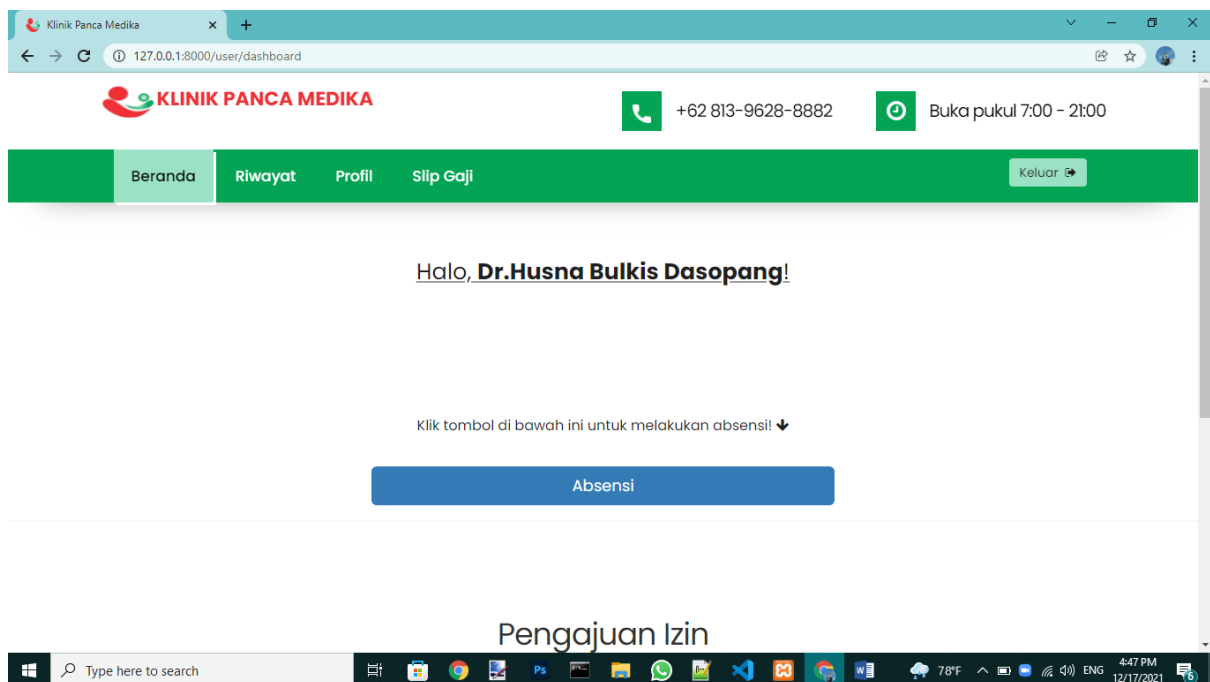 Klinik Panca Medika
127.0.0.1:8000/user/dashboard
KLINIK PANCA MEDIKA
+62 813-9628-8882
Buka pukul 7:00 - 21:00
Beranda Riwayat Profil Slip Gaji Keluar
Halo, Dr.Husna Bulkis Dasopang!
Klik tombol di bawah ini untuk melakukan absensi!
Absensi
Pengajuan Izin
Type here to search
Ps
W
78°F
ENG
4:47 PM
12/17/2021
6